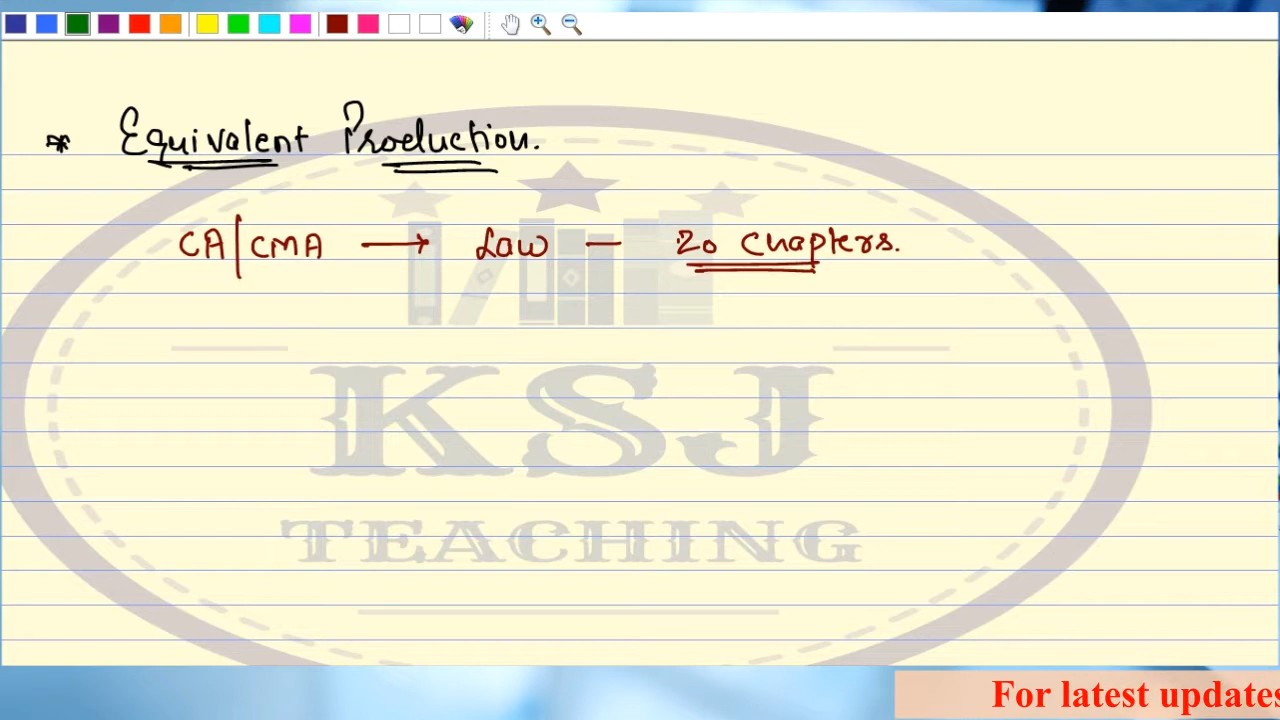 * Equivalent Production.
CA|CMA → Law – 20 Chapters.
KSJ
TEACHING
For latest updates